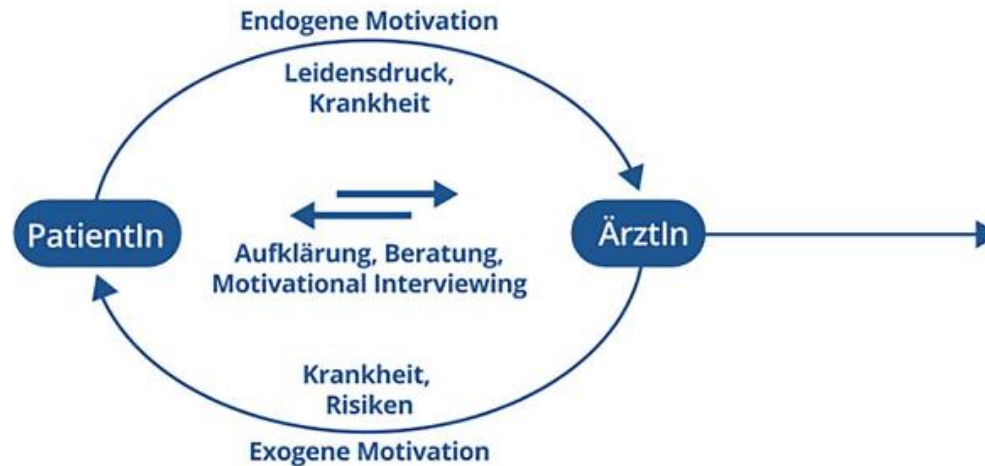 Endogene Motivation
Leidensdruck,
Krankheit
PatientIn
ÄrztIn
Aufklärung, Beratung,
Motivational Interviewing
Krankheit,
Risiken
Exogene Motivation